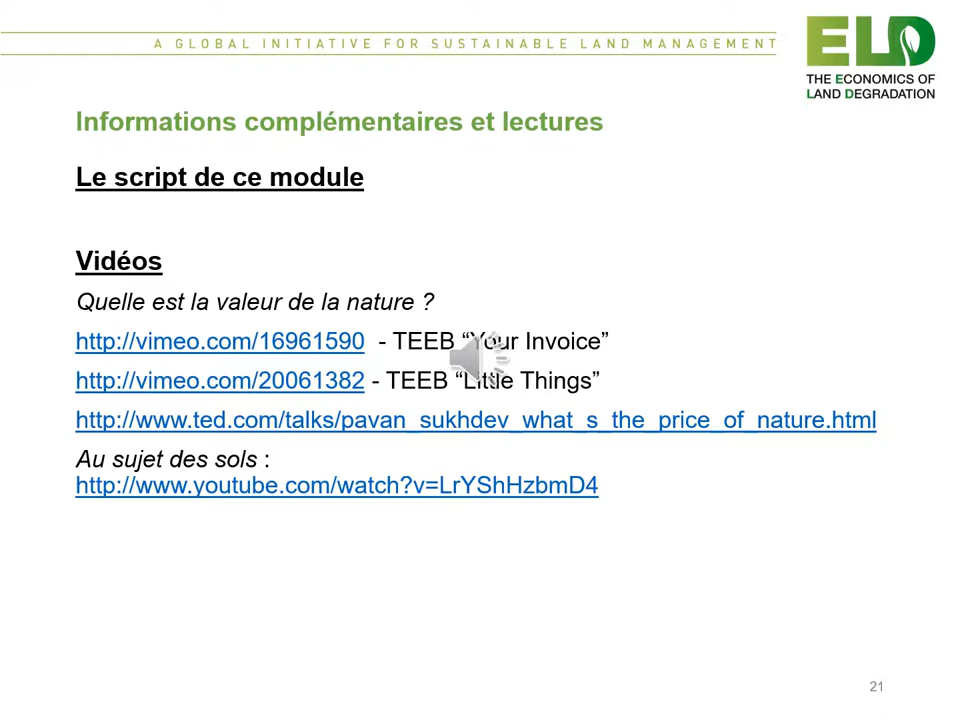 A GLOBAL INITIATIVE FOR SUSTAINABLE LAND MANAGEMENT
ELD
THE ECONOMICS OF
LAND DEGRADATION
Informations complémentaires et lectures
Le script de ce module
Vidéos
Quelle est la valeur de la nature ?
http://vimeo.com/16961590 - TEEB “Your Invoice”
http://vimeo.com/20061382 - TEEB “Little Things”
http://www.ted.com/talks/pavan_sukhdev_what_s_the_price_of_nature.html
Au sujet des sols :
http://www.youtube.com/watch?v=LrYShHzbmD4
21